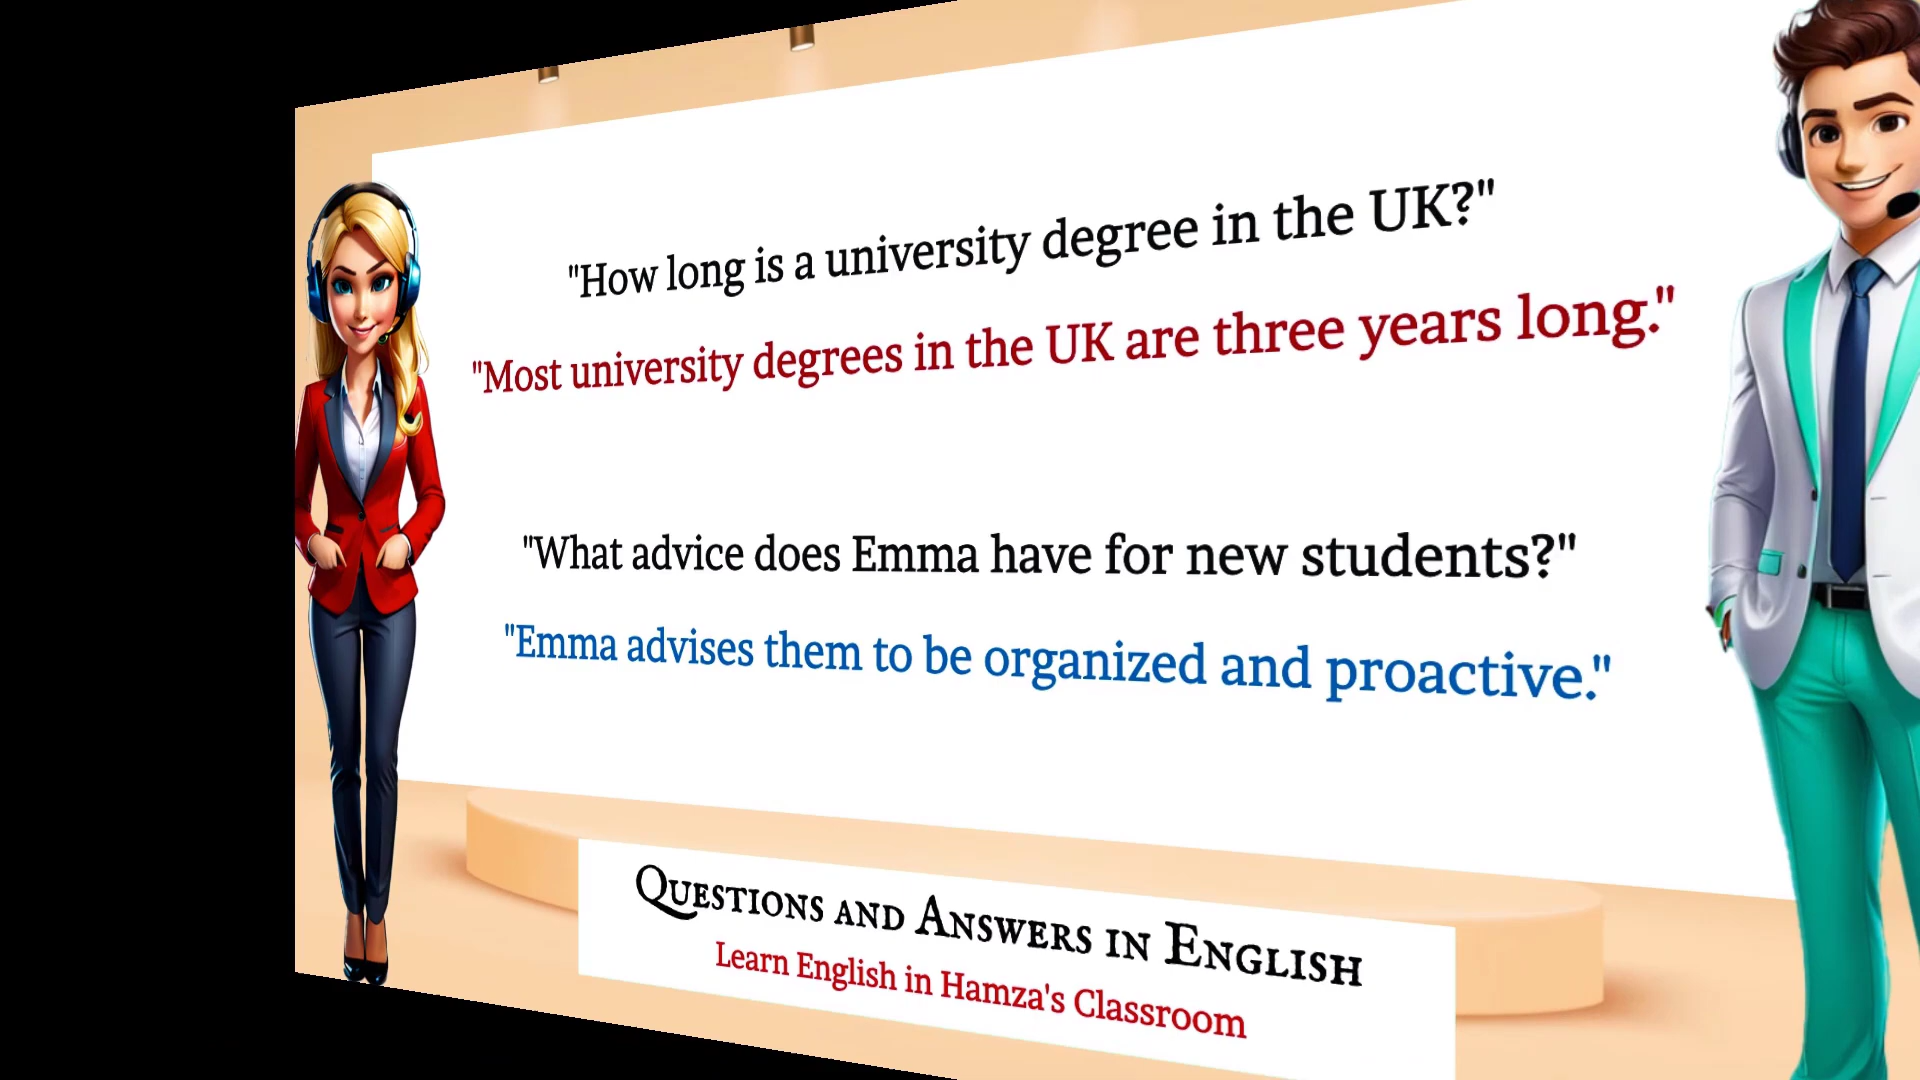 "How long is a university degree in the UK?"
"Most university degrees in the UK are three years long."
"What advice does Emma have for new students?"
"Emma advises them to be organized and proactive."
Questions and Answers in English
Learn English in Hamza's Classroom